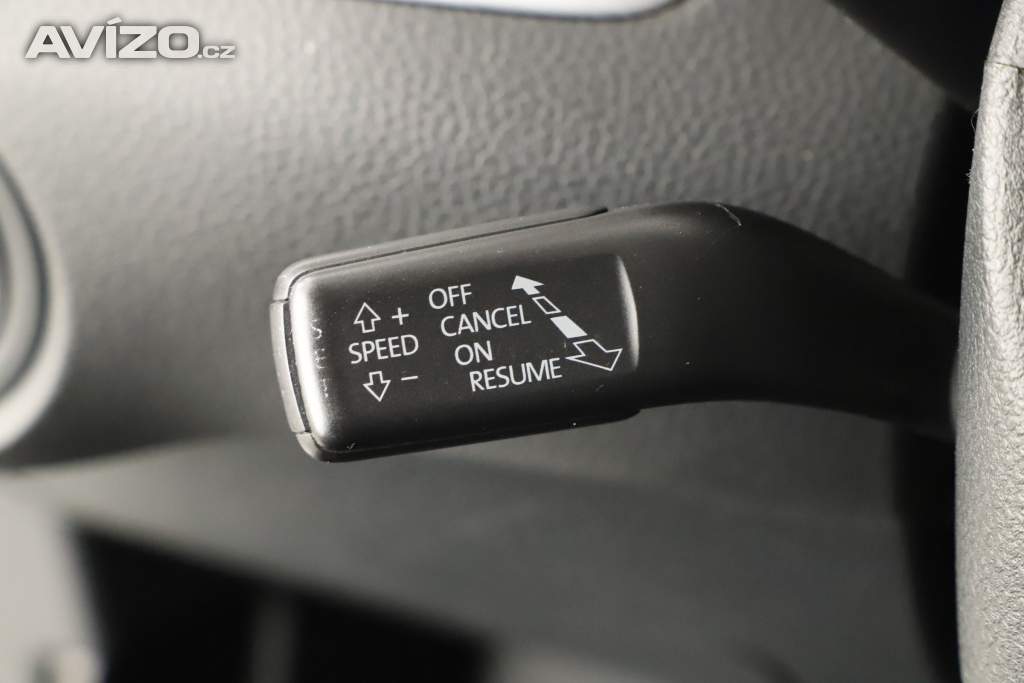 AVÍZO.cz
OFF
+
CANCEL
SPEED
ON
−
RESUME